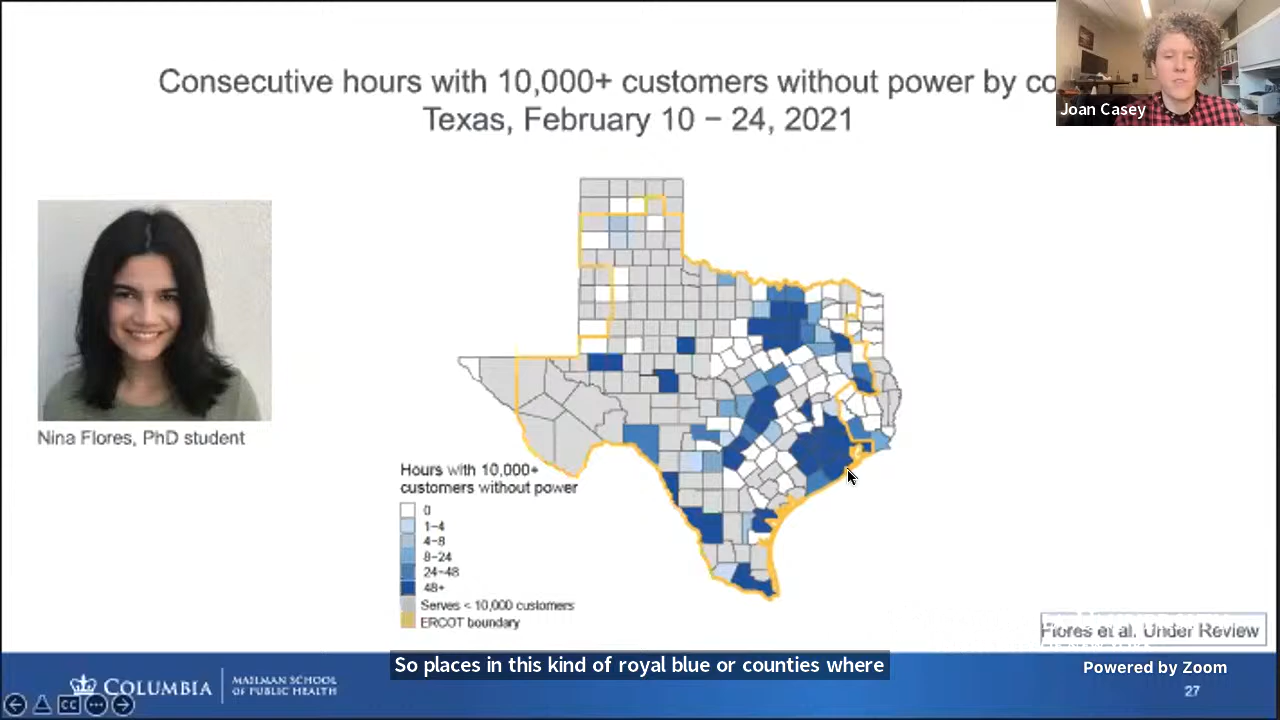 Consecutive hours with 10,000+ customers without power by co
Texas, February 10 – 24, 2021
Joan Casey
Nina Flores, PhD student
Hours with 10,000+
customers without power
0
1–4
4–8
8–24
24–48
48+
Serves < 10,000 customers
ERCOT boundary
Flores et al. Under Review
So places in this kind of royal blue or counties where
COLUMBIA
MAILMAN SCHOOL
OF PUBLIC HEALTH
CC
Powered by Zoom
27